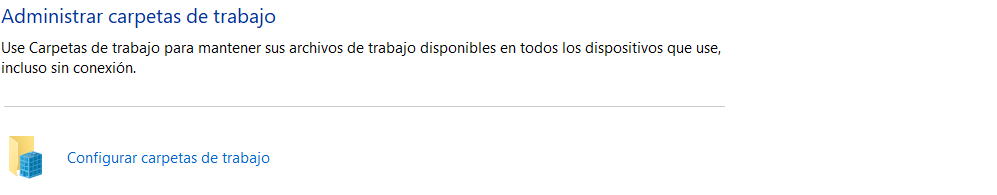 Administrar carpetas de trabajo
Use Carpetas de trabajo para mantener sus archivos de trabajo disponibles en todos los dispositivos que use,
incluso sin conexión.
Configurar carpetas de trabajo